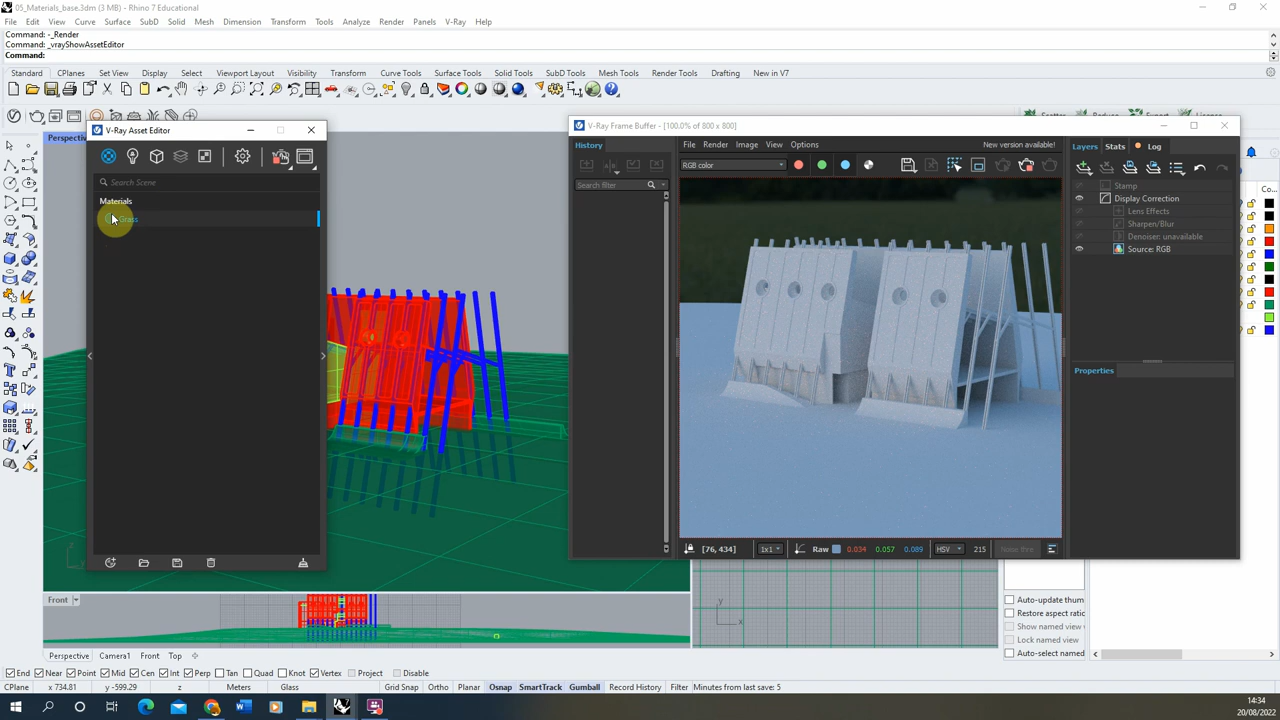 05_Materials_base.3dm (3 MB) - Rhino 7 Educational
File Edit View Curve Surface SubD Solid Mesh Dimension Transform Tools Analyze Render Panels V-Ray Help
Command: -_Render
Command: _vrayShowAssetEditor
Command:
Standard CPlanes Set View Display Select Viewport Layout Visibility Transform Curve Tools Surface Tools Solid Tools SubD Tools Mesh Tools Render Tools Drafting New in V7
Perspective
V-Ray Asset Editor
Search Scene
Materials
Grass
V-Ray Frame Buffer - [100.0% of 800 x 800]
History
File Render Image View Options
New version available!
Layers Stats Log
RGB color
Search filter
Stamp
Display Correction
Lens Effects
Sharpen/Blur
Denoiser: unavailable
Source: RGB
Properties
[76, 434] 1x1 Raw 0.034 0.057 0.089 HSV 215
Co...
Front
y
x
Auto-update thum
Restore aspect ratio
Show named view
Lock named view
Auto-select named
Perspective Camera1 Front Top
End Near Point Mid Cen Int Perp Tan Quad Knot Vertex Project Disable
CPlane x 734.81 y -599.29 z Meters Glass Grid Snap Ortho Planar Osnap SmartTrack Gumball Record History Filter Minutes from last save: 5
14:34
20/08/2022